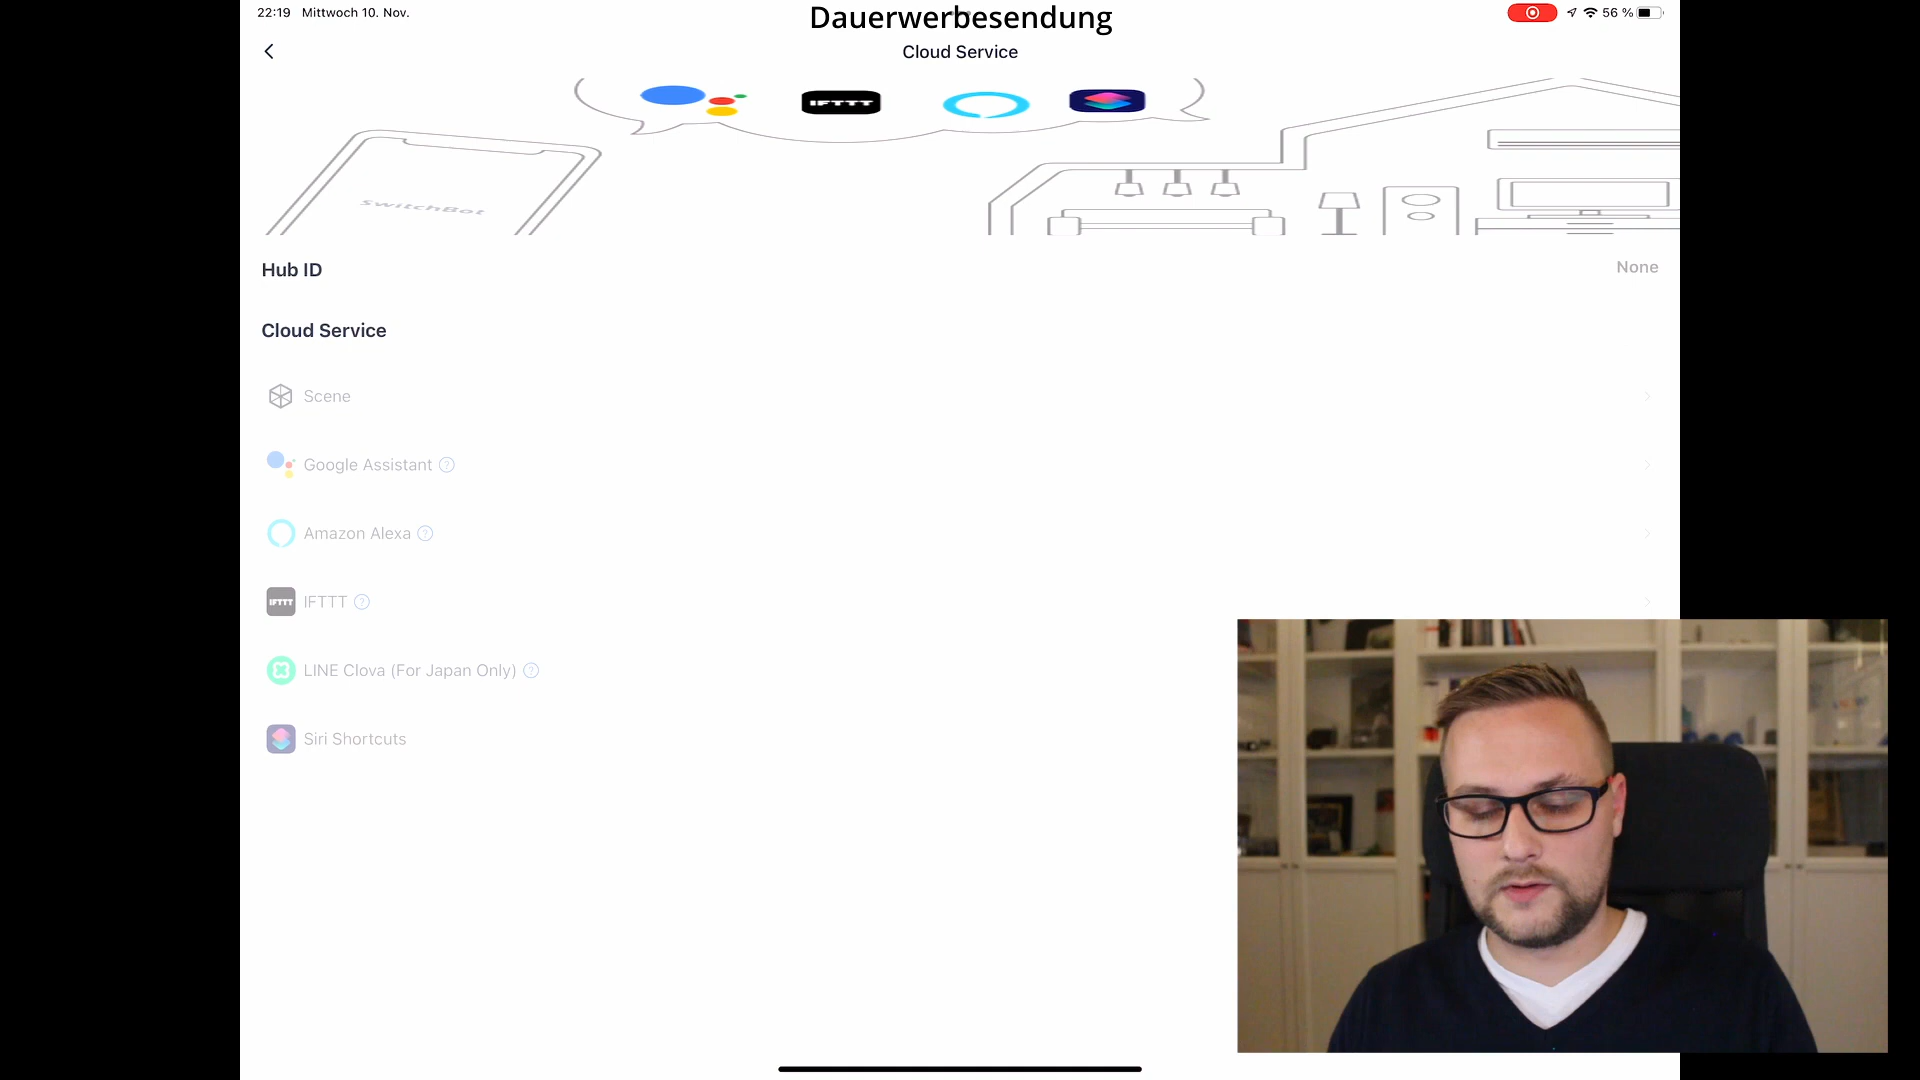 22:19 Mittwoch 10. Nov.
Dauerwerbesendung
56 %
Cloud Service
IFTTT
SwitchBot
Hub ID
None
Cloud Service
Scene
Google Assistant ?
Amazon Alexa ?
IFTTT
IFTTT ?
LINE Clova (For Japan Only) ?
Siri Shortcuts